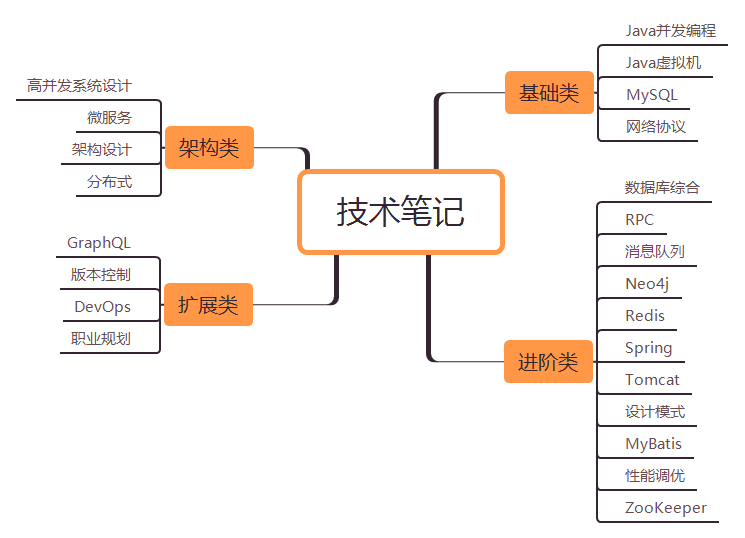 技术笔记
基础类
Java并发编程
Java虚拟机
MySQL
网络协议
进阶类
数据库综合
RPC
消息队列
Neo4j
Redis
Spring
Tomcat
设计模式
MyBatis
性能调优
ZooKeeper
架构类
高并发系统设计
微服务
架构设计
分布式
扩展类
GraphQL
版本控制
DevOps
职业规划